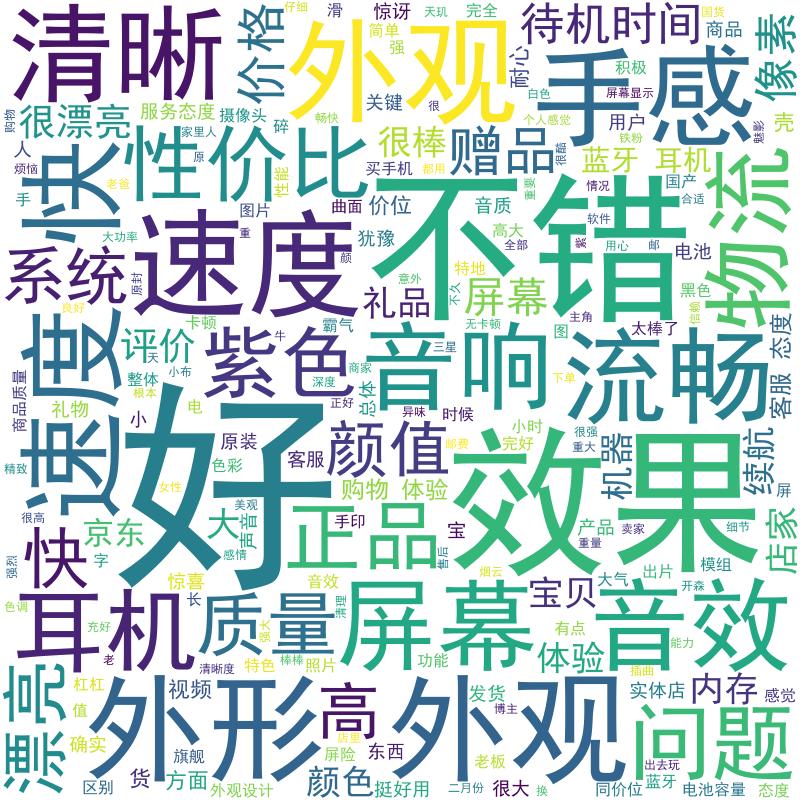 清晰
价格
外观
仔细
滑
惊讶
天玑
完全
待机时间
国货
商品
像素
简单
强
耐心
手感
积极
很漂亮
服务态度
摄像头
关键
很
白色
屏幕显示
购物
人
家里人
碎
畅快
很棒
赠品
个人感觉
用户
铁粉
壳
魅影
烦恼
快
性价比
原
买手机
都用
很酷
蓝牙
耳机
物流
手
老爸
性能
不错
重要
情况
国产
合适
图片
曲面
价位
音质
软件
大功率
速度
重
犹豫
高大
全部
紫
用心
邮
电池
系统
原封
颜
特地
意外
礼品
不久
屏幕
黑色
信赖
良好
卡顿
霸气
无卡顿
图
主角
太棒了
态度
速度
评价
天
小布
紫色
牛
音响
三星
流畅
客服
整体
根本
深度
商家
总体
下单
商品质量
礼物
电
小
好
正好
异味
时候
小时
很强
重大
精致
原装
客服
颜值
邮费
完好
效果
机器
续航
色彩
女性
购物
体验
屏
很高
京东
大
声音
美观
正品
手印
宝
售后
产品
重量
卖家
细节
店家
强烈
字
感情
快
惊喜
音效
烟云
宝贝
大气
出片
模组
开森
耳机
长
质量
清理
屏幕
音效
色调
充好
强大
有点
能力
老
清晰度
特色
棒棒
照片
功能
体验
插曲
漂亮
杠杠
值
外形
视频
高
外观
发货
博主
实体店
内存
感觉
确实
旗舰
店里
屏险
东西
老板
问题
出去玩
区别
货
方面
外观设计
颜色
挺好用
二月份
很大
换
同价位
蓝牙
电池容量
态度